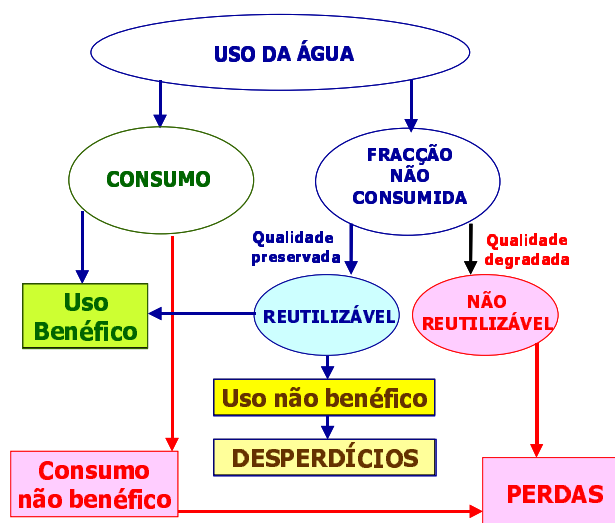 USO DA ÁGUA
CONSUMO
FRACÇÃO
NÃO
CONSUMIDA
Qualidade
preservada
Qualidade
degradada
Uso
Benéfico
REUTILIZÁVEL
NÃO
REUTILIZÁVEL
Uso não benéfico
DESPERDÍCIOS
Consumo
não benéfico
PERDAS